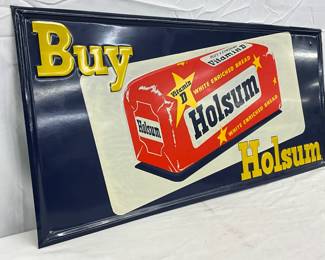 Buy
Vitamin D
Vitamin
D
WHITE ENRICHED BREAD
Holsum
Holsum
WHITE ENRICHED BREAD
Holsum